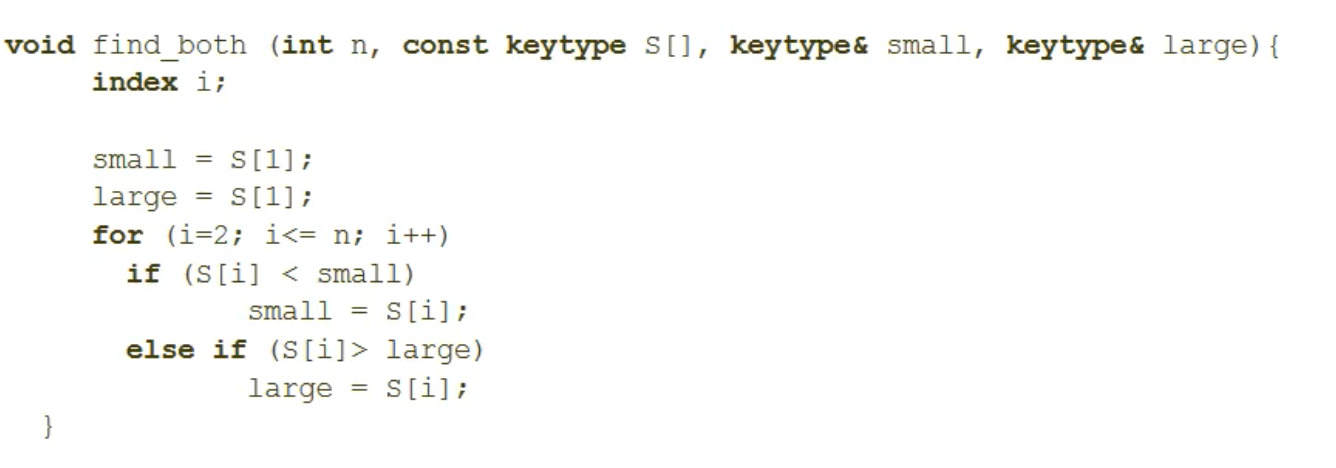 void find_both (int n, const keytype S[], keytype& small, keytype& large){
index i;
small = S[1];
large = S[1];
for (i=2; i<= n; i++)
if (S[i] < small)
small = S[i];
else if (S[i]> large)
large = S[i];
}